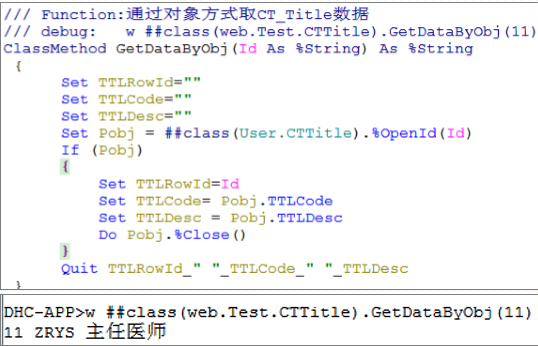 /// Function:通过对象方式取CT_Title数据
/// debug:   w ##class(web.Test.CTTitle).GetDataByObj(11)
ClassMethod GetDataByObj(Id As %String) As %String
{
Set TTLRowId=""
Set TTLCode=""
Set TTLDesc=""
Set Pobj = ##class(User.CTTitle).%OpenId(Id)
If (Pobj)
{
Set TTLRowId=Id
Set TTLCode= Pobj.TTLCode
Set TTLDesc = Pobj.TTLDesc
Do Pobj.%Close()
}
Quit TTLRowId_" "_TTLCode_" "_TTLDesc
}
DHC-APP>w ##class(web.Test.CTTitle).GetDataByObj(11)
11 ZRYS 主任医师